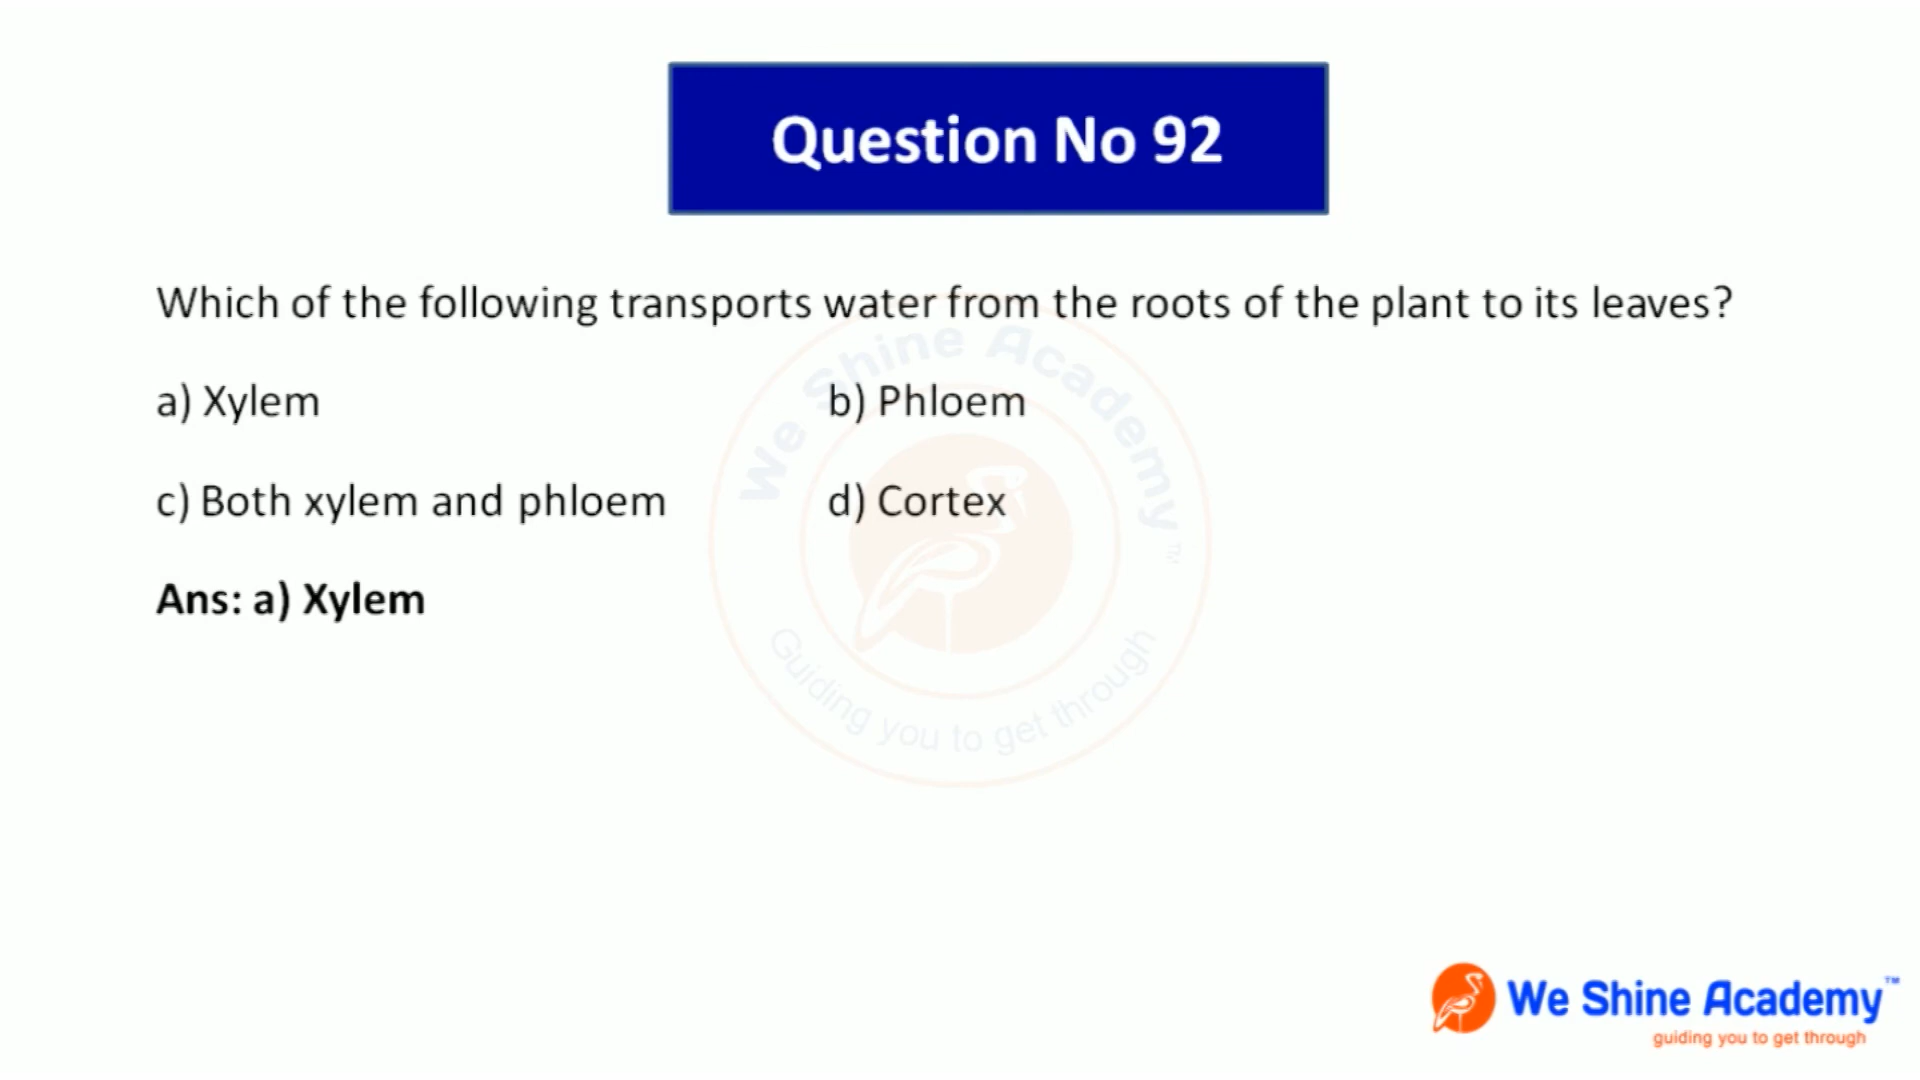 Question No 92
Which of the following transports water from the roots of the plant to its leaves?
a) Xylem
b) Phloem
c) Both xylem and phloem
d) Cortex
Ans: a) Xylem
We Shine Academy™
Guiding you to get through
We Shine Academy™
guiding you to get through